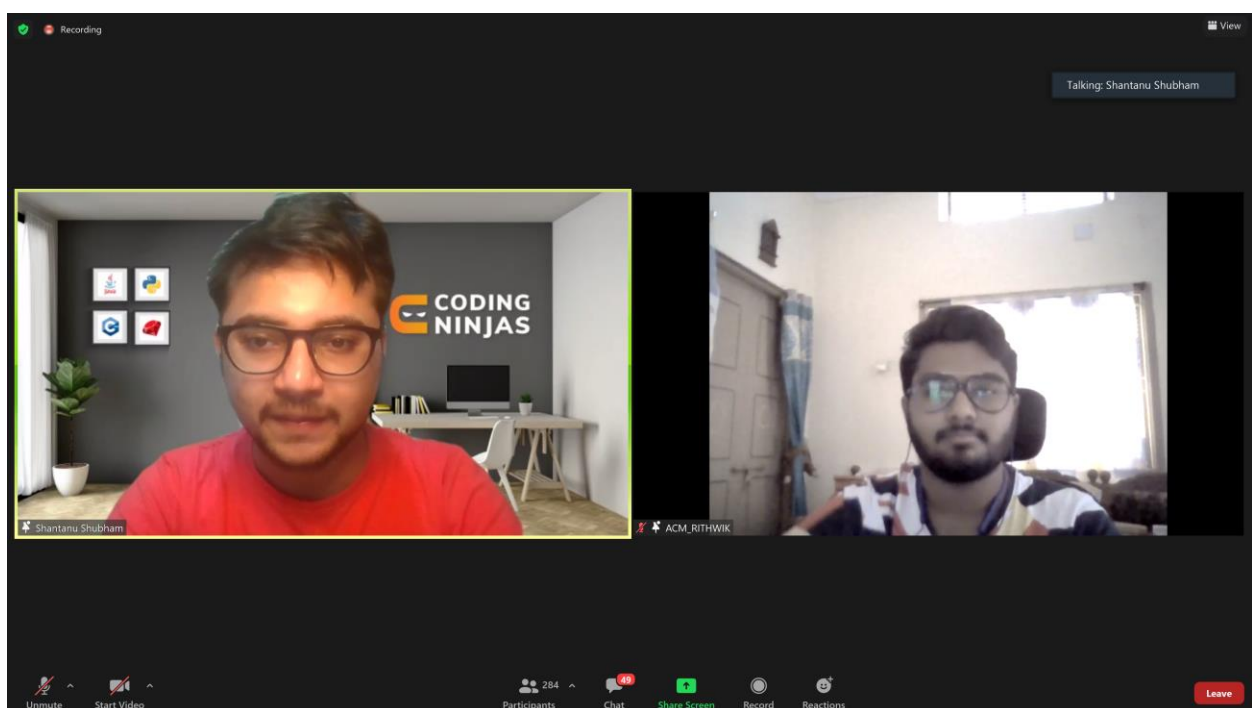 Recording
View
Talking: Shantanu Shubham
Java
CODING
NINJAS
Shantanu Shubham
ACM_RITHWIK
284
49
Unmute
Start Video
Participants
Chat
Share Screen
Record
Reactions
Leave